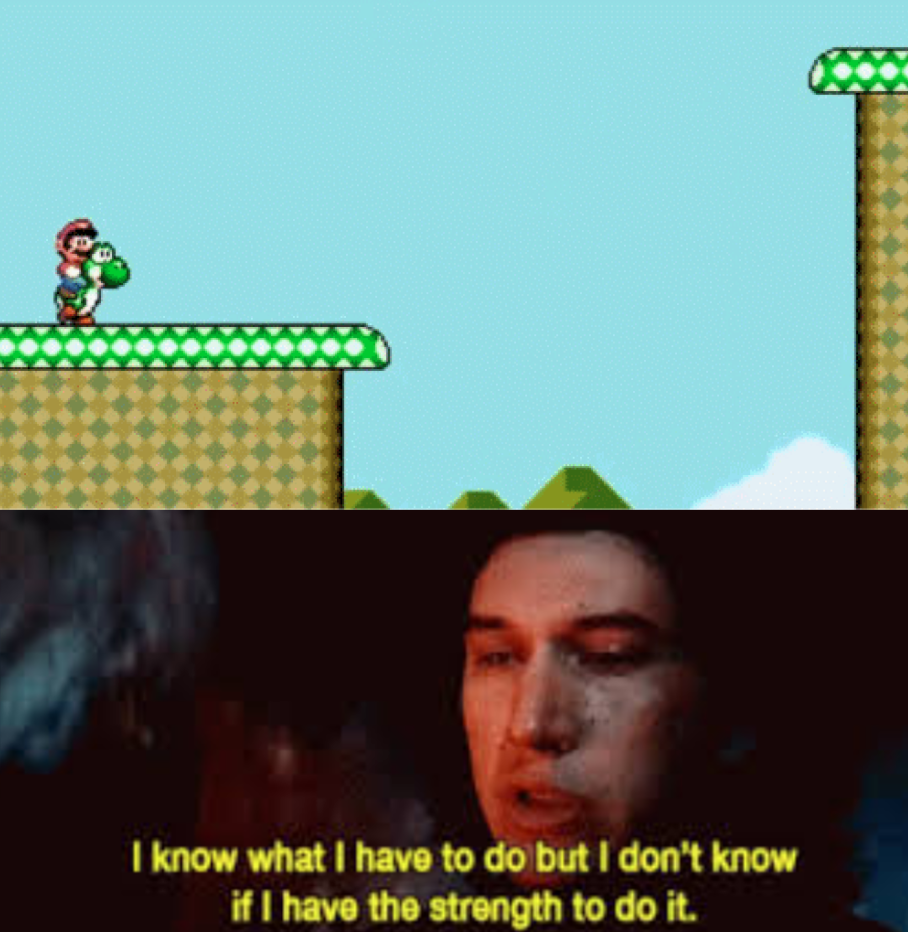 I know what I have to do but I don't know
if I have the strength to do it.